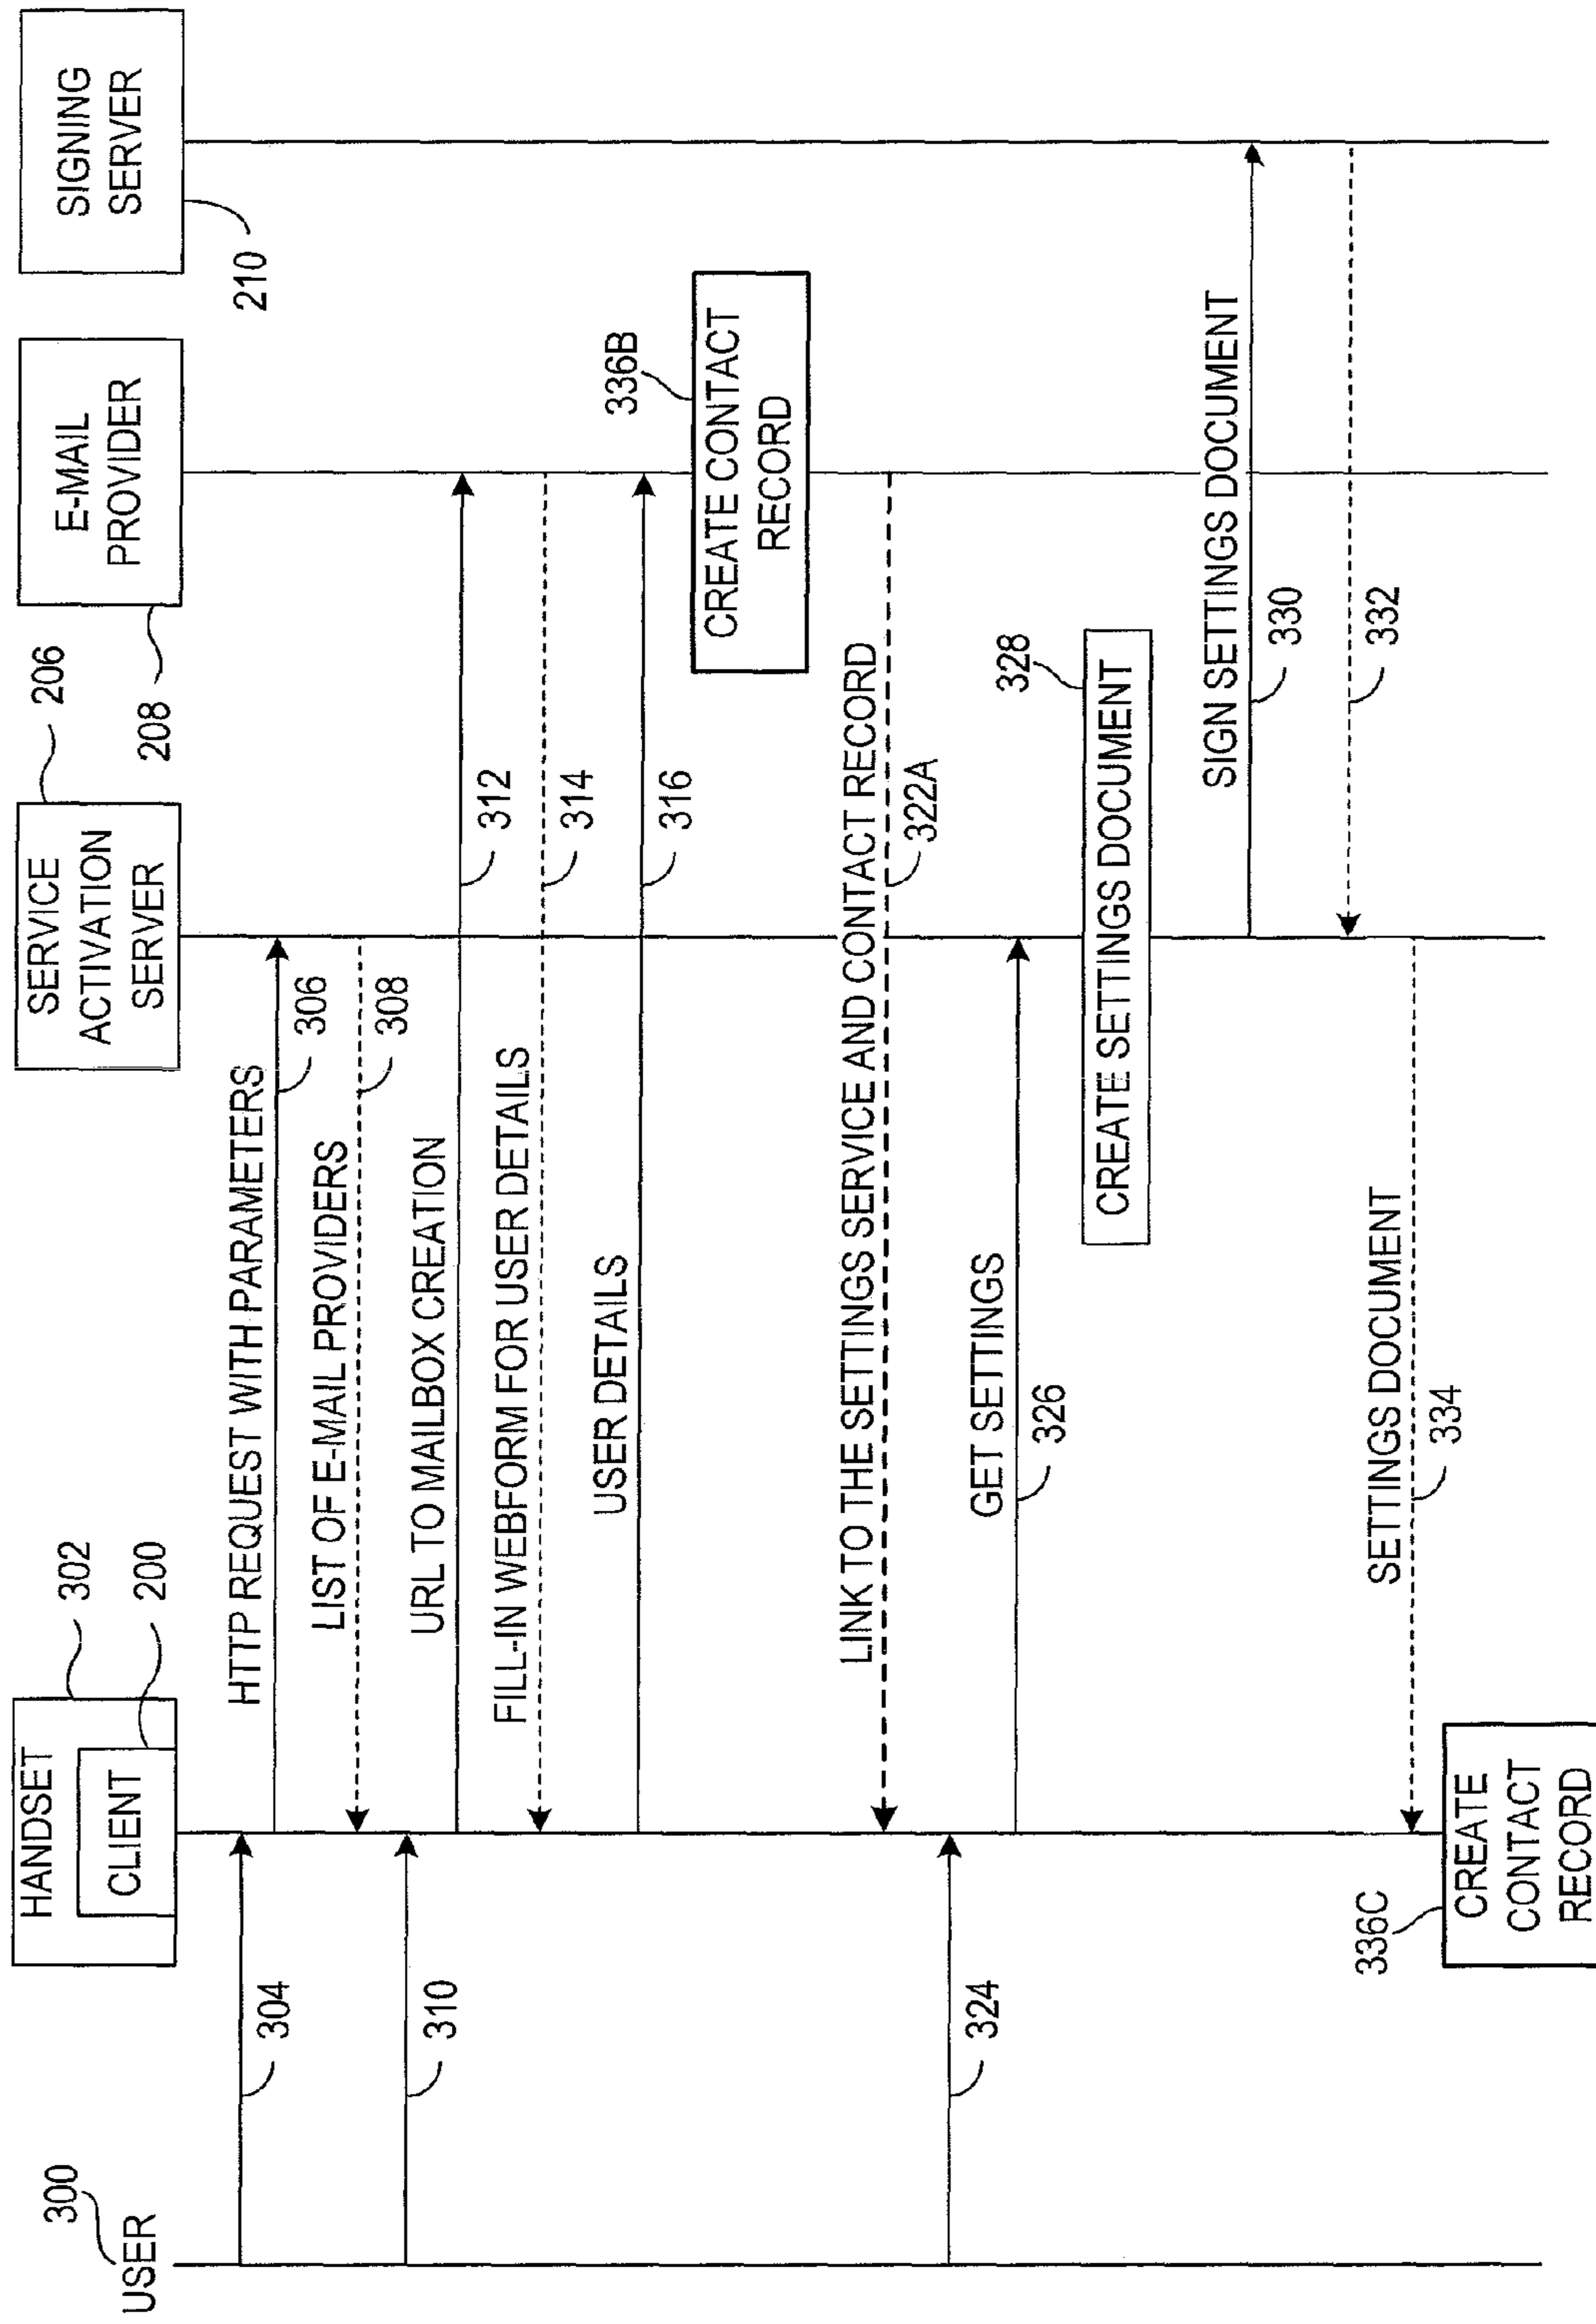 300
USER
HANDSET
302
CLIENT
200
SERVICE
ACTIVATION
SERVER
206
E-MAIL
PROVIDER
208
SIGNING
SERVER
210
304
HTTP REQUEST WITH PARAMETERS
306
LIST OF E-MAIL PROVIDERS
308
310
URL TO MAILBOX CREATION
312
FILL-IN WEBFORM FOR USER DETAILS
314
USER DETAILS
316
336B
CREATE CONTACT
RECORD
LINK TO THE SETTINGS SERVICE AND CONTACT RECORD
322A
324
GET SETTINGS
326
328
CREATE SETTINGS DOCUMENT
SIGN SETTINGS DOCUMENT
330
332
SETTINGS DOCUMENT
334
336C
CREATE
CONTACT
RECORD